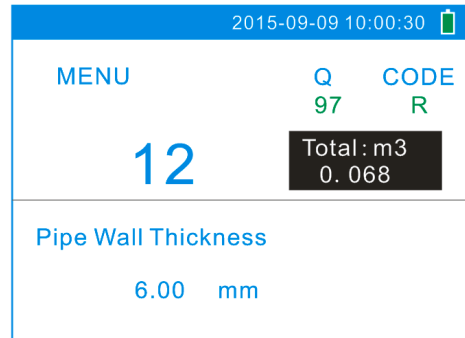 2015-09-09 10:00:30
MENU Q CODE
97 R
12
Total:m3
0.068
Pipe Wall Thickness
6.00 mm